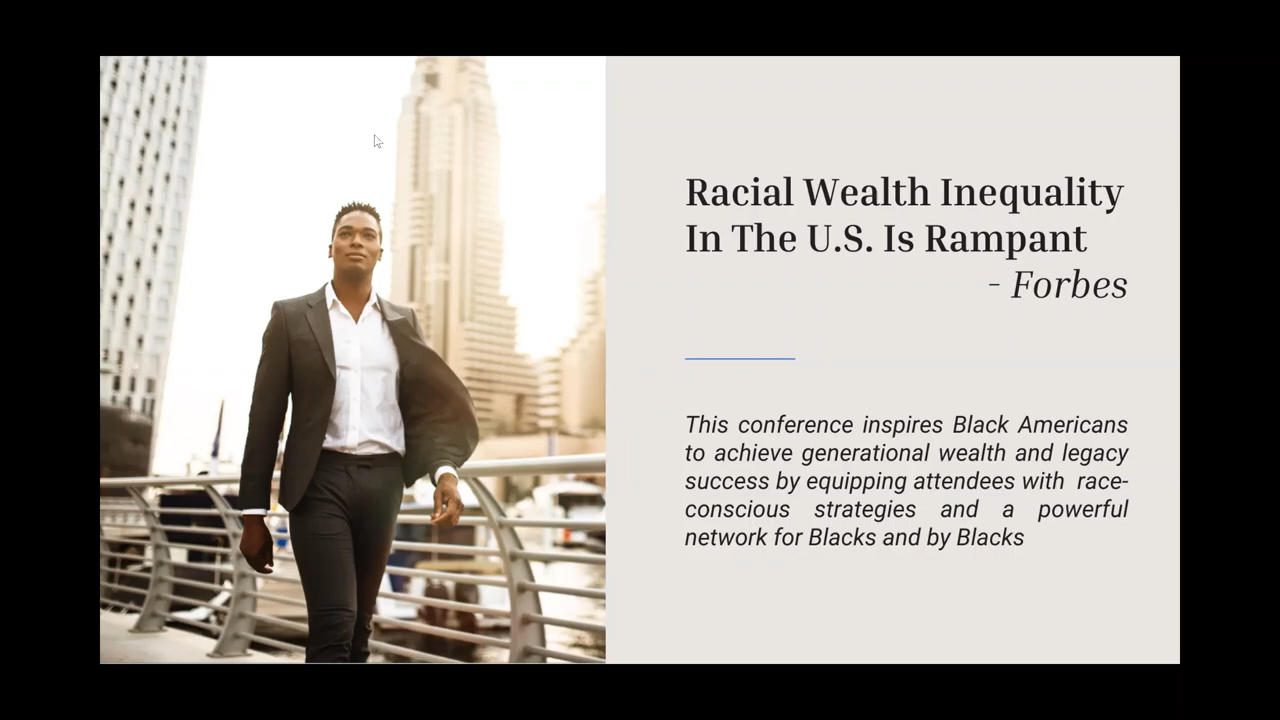 Racial Wealth Inequality
In The U.S. Is Rampant
- Forbes
This conference inspires Black Americans
to achieve generational wealth and legacy
success by equipping attendees with race-
conscious strategies and a powerful
network for Blacks and by Blacks